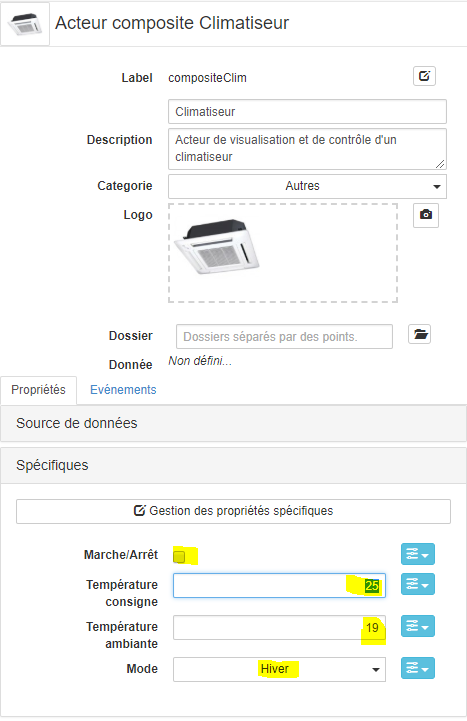 Acteur composite Climatiseur
Label compositeClim
Climatiseur
Description Acteur de visualisation et de contrôle d'un
climatiseur
Categorie Autres
Logo
Dossier Dossiers séparés par des points.
Donnée Non défini...
Propriétés Evénements
Source de données
Spécifiques
Gestion des propriétés spécifiques
Marche/Arrêt
Température
consigne 25
Température
ambiante 19
Mode Hiver